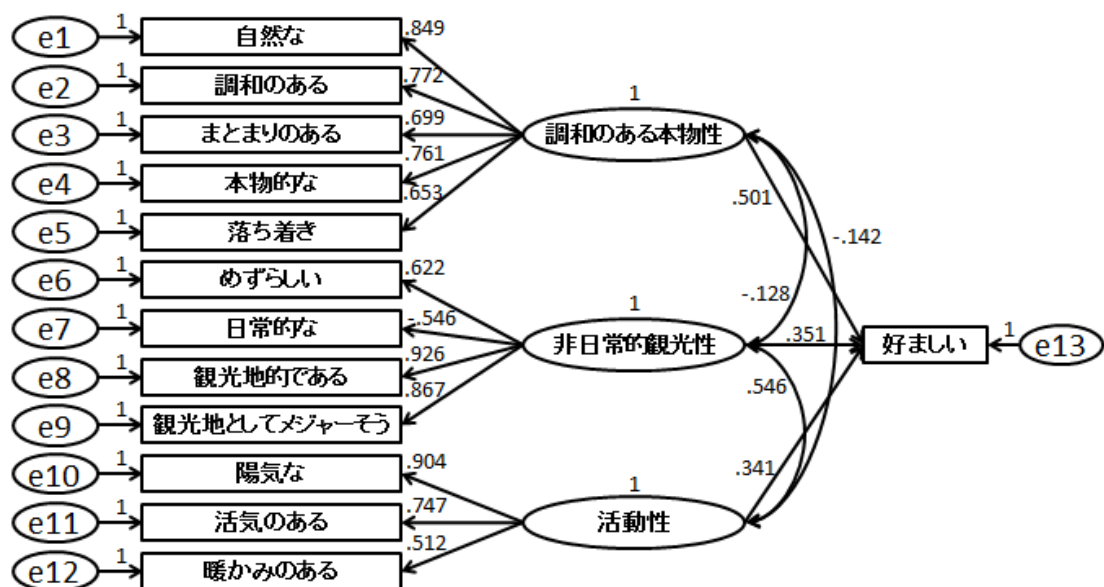 e1 1 自然な .849
e2 1 調和のある .772
e3 1 まとまりのある .699
e4 1 本物的な .761
e5 1 落ち着き .653
e6 1 めずらしい .622
e7 1 日常的な -.546
e8 1 観光地的である .926
e9 1 観光地としてメジャーそう .867
e10 1 陽気な .904
e11 1 活気のある .747
e12 1 暖かみのある .512
1
調和のある本物性
.501
-.142
-.128
1
非日常的観光性
.351
.546
好ましい 1 e13
.341
1
活動性